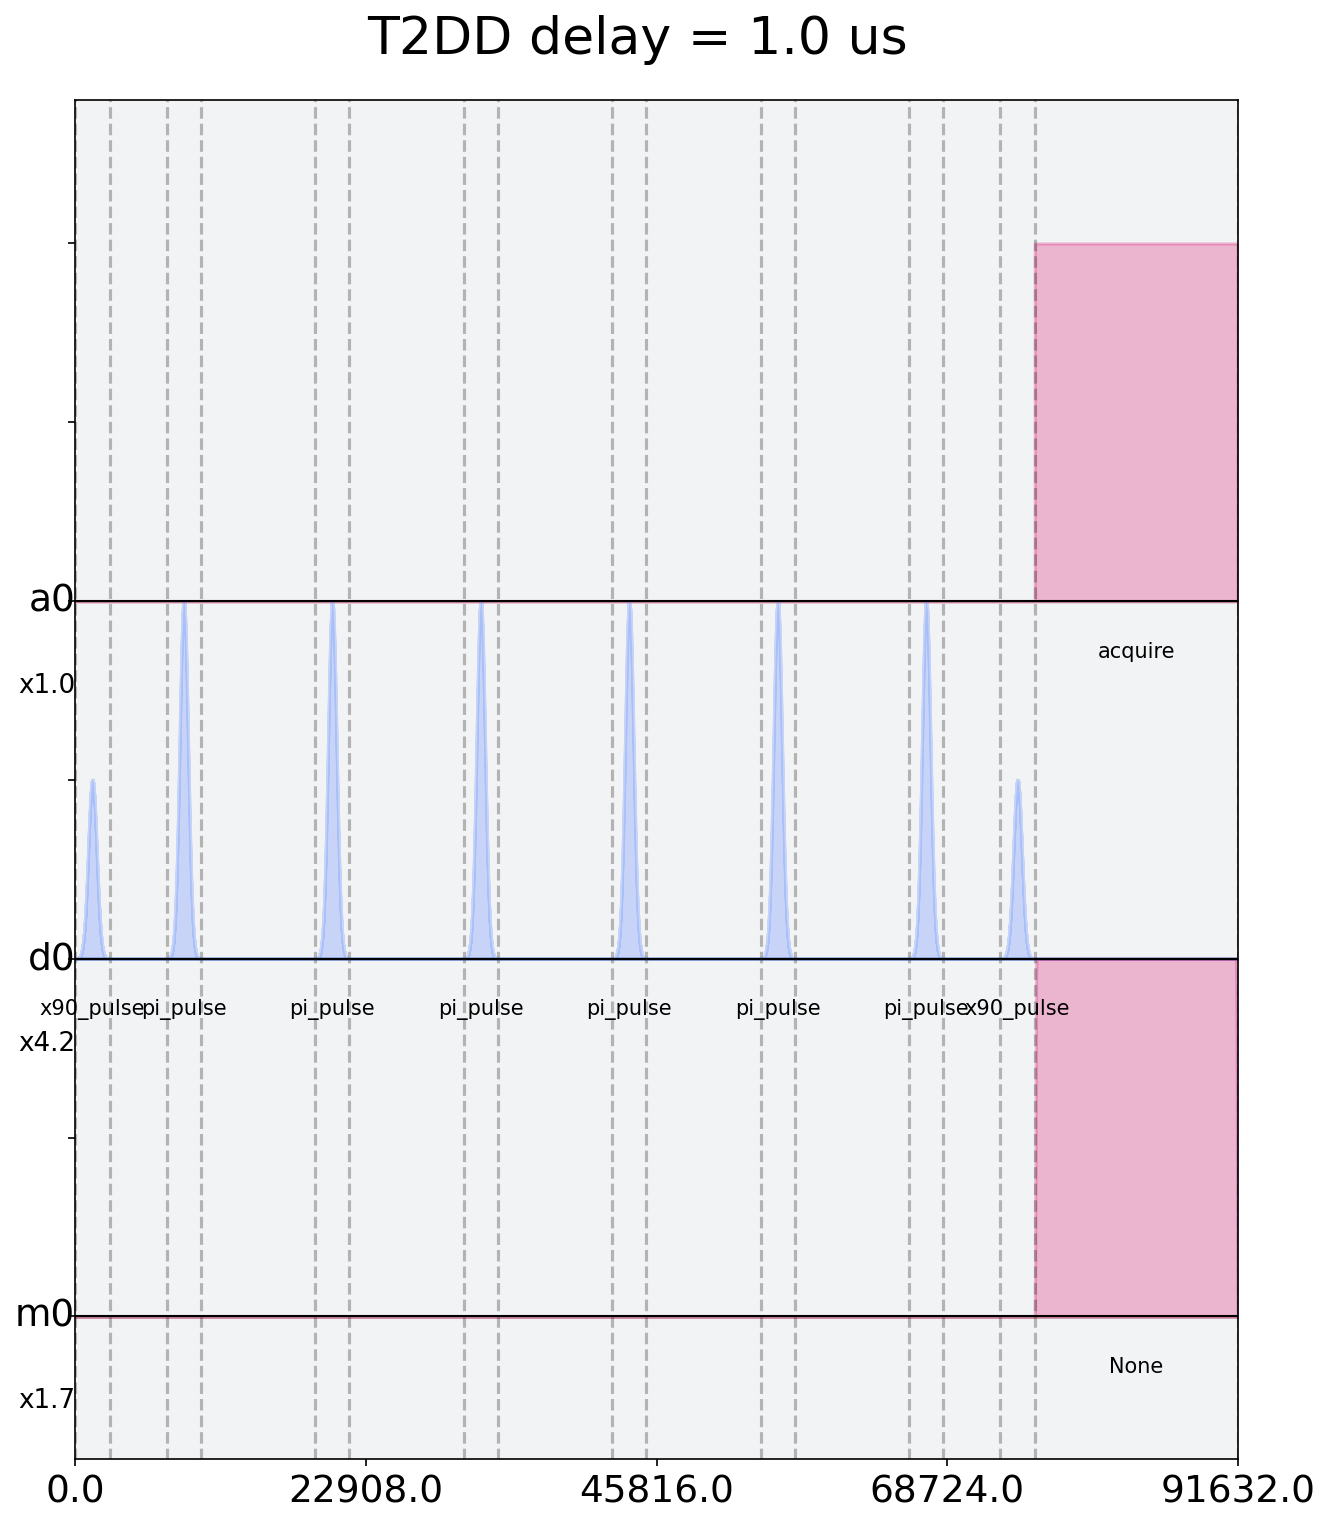 T2DD delay = 1.0 us
a0
x1.0
acquire
d0
x90_pulse pi_pulse pi_pulse pi_pulse pi_pulse pi_pulse pi_pulse x90_pulse
x4.2
m0
None
x1.7
0.0 22908.0 45816.0 68724.0 91632.0